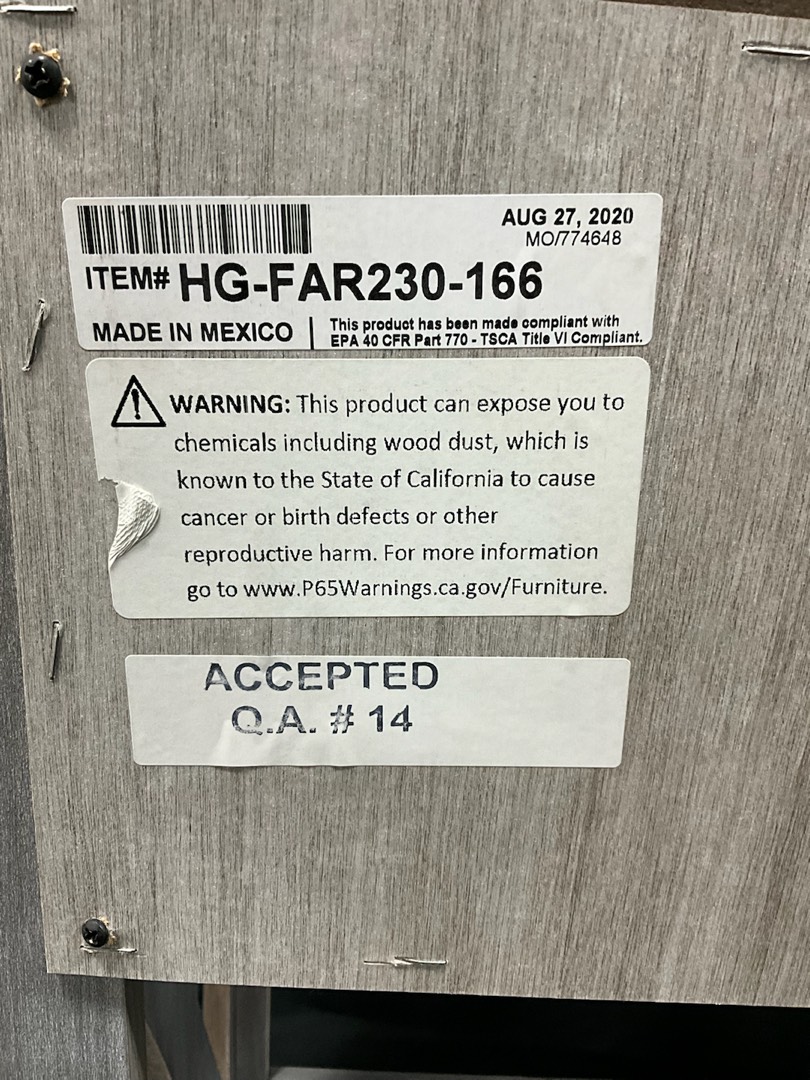 AUG 27, 2020
MO/774648
ITEM# HG-FAR230-166
MADE IN MEXICO
This product has been made compliant with
EPA 40 CFR Part 770 - TSCA Title VI Compliant.
WARNING: This product can expose you to
chemicals including wood dust, which is
known to the State of California to cause
cancer or birth defects or other
reproductive harm. For more information
go to www.P65Warnings.ca.gov/Furniture.
ACCEPTED
Q.A. # 14